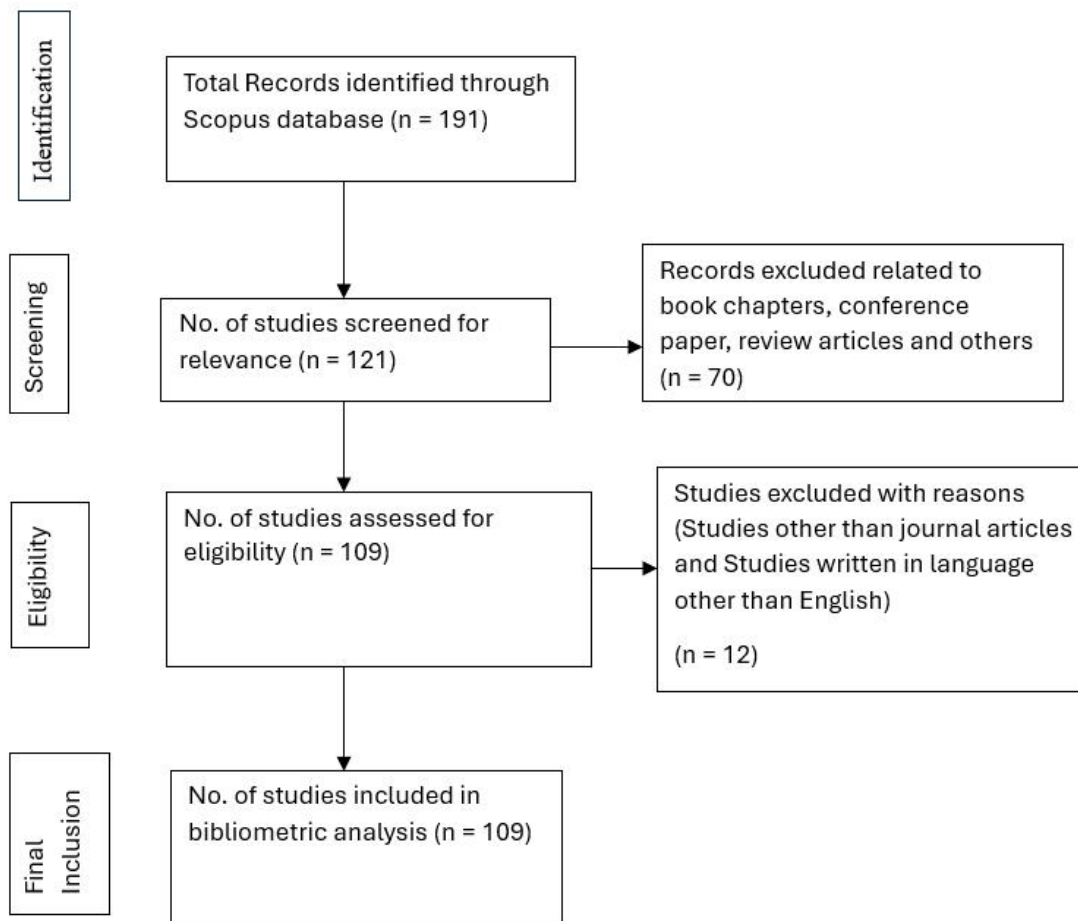 Identification
Total Records identified through
Scopus database (n = 191)
Screening
No. of studies screened for
relevance (n = 121)
Records excluded related to
book chapters, conference
paper, review articles and others
(n = 70)
Eligibility
No. of studies assessed for
eligibility (n = 109)
Studies excluded with reasons
(Studies other than journal articles
and Studies written in language
other than English)
(n = 12)
Final
Inclusion
No. of studies included in
bibliometric analysis (n = 109)